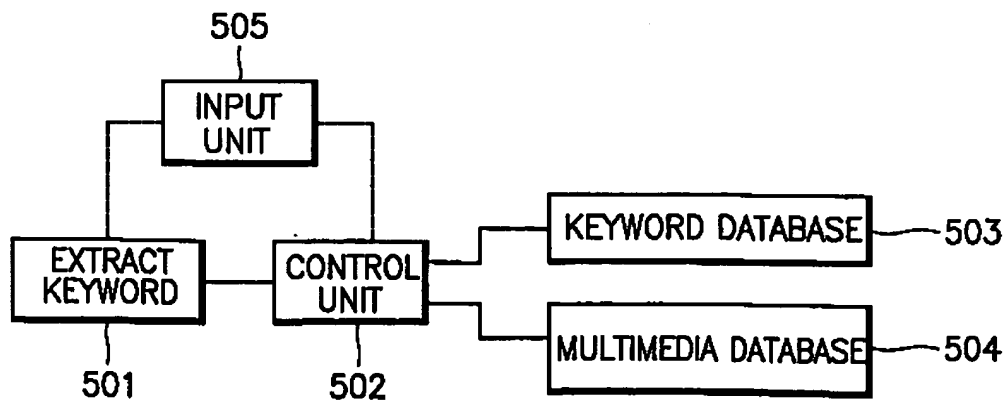 505
INPUT
UNIT
EXTRACT
KEYWORD
CONTROL
UNIT
KEYWORD DATABASE
503
MULTIMEDIA DATABASE
504
501
502